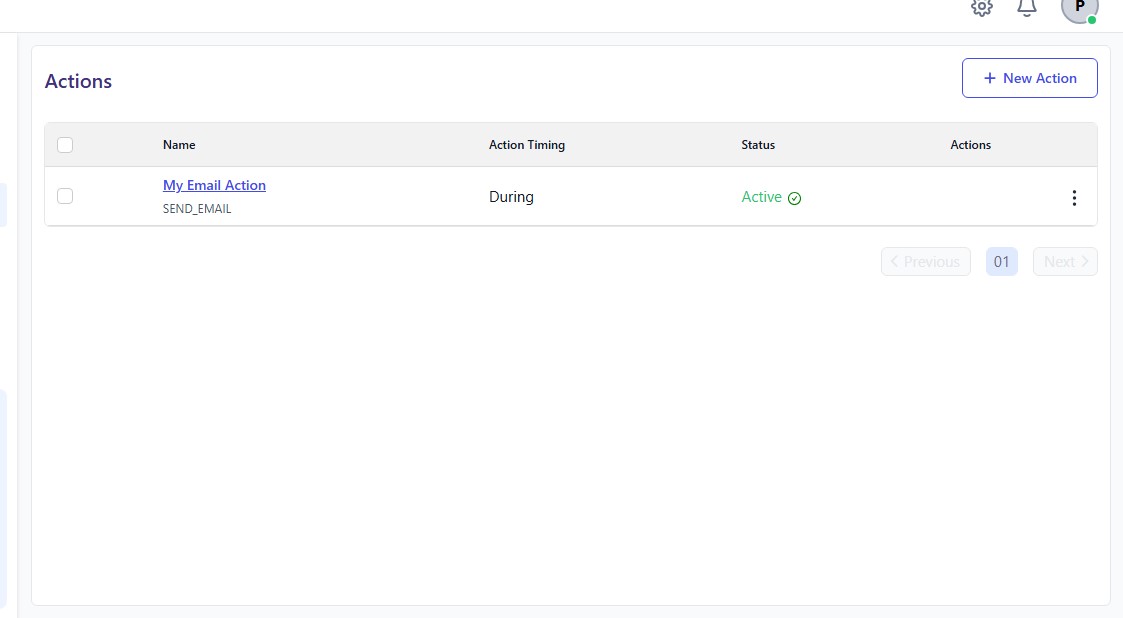 P
Actions
+ New Action
Name Action Timing Status Actions
My Email Action
SEND_EMAIL
During
Active
Previous 01 Next